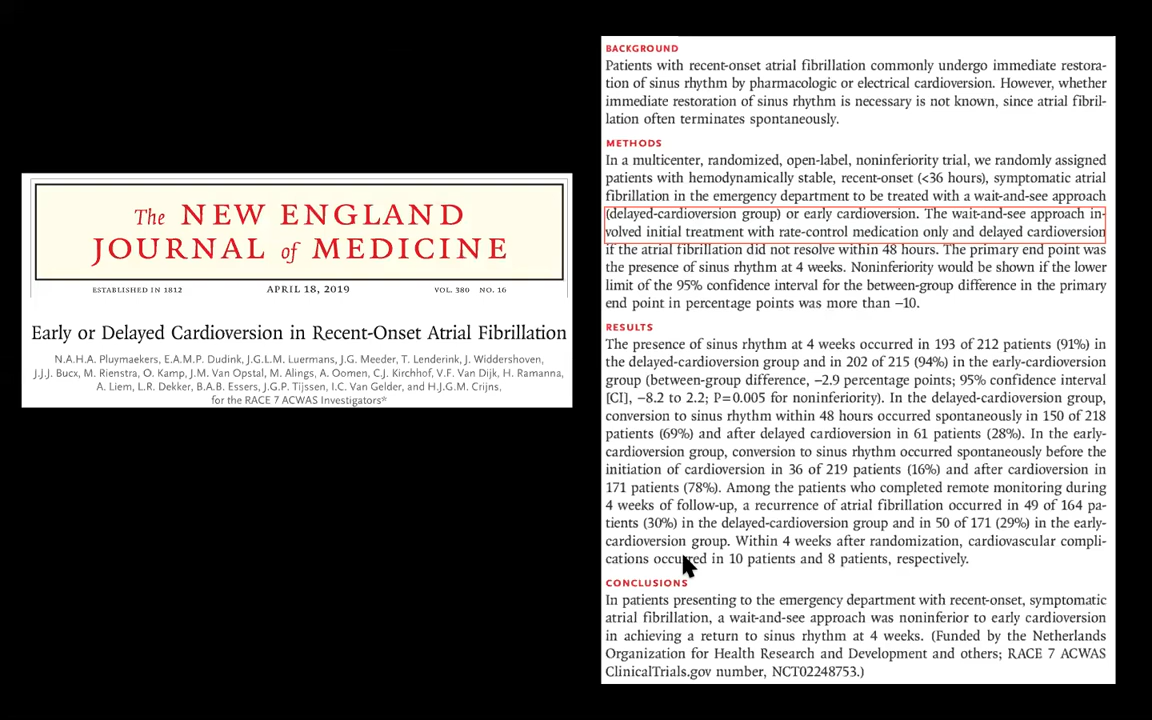 The NEW ENGLAND
JOURNAL of MEDICINE
ESTABLISHED IN 1812
APRIL 18, 2019
VOL. 380 NO. 16
Early or Delayed Cardioversion in Recent-Onset Atrial Fibrillation
N.A.H.A. Pluymaekers, E.A.M.P. Dudink, J.G.L.M. Luermans, J.G. Meeder, T. Lenderink, J. Widdershoven,
J.J.J. Bucx, M. Rienstra, O. Kamp, J.M. Van Opstal, M. Alings, A. Oomen, C.J. Kirchhof, V.F. Van Dijk, H. Ramanna,
A. Liem, L.R. Dekker, B.A.B. Essers, J.G.P. Tijssen, I.C. Van Gelder, and H.J.G.M. Crijns,
for the RACE 7 ACWAS Investigators*
BACKGROUND
Patients with recent-onset atrial fibrillation commonly undergo immediate restora-
tion of sinus rhythm by pharmacologic or electrical cardioversion. However, whether
immediate restoration of sinus rhythm is necessary is not known, since atrial fibril-
lation often terminates spontaneously.
METHODS
In a multicenter, randomized, open-label, noninferiority trial, we randomly assigned
patients with hemodynamically stable, recent-onset (<36 hours), symptomatic atrial
fibrillation in the emergency department to be treated with a wait-and-see approach
(delayed-cardioversion group) or early cardioversion. The wait-and-see approach in-
volved initial treatment with rate-control medication only and delayed cardioversion
if the atrial fibrillation did not resolve within 48 hours. The primary end point was
the presence of sinus rhythm at 4 weeks. Noninferiority would be shown if the lower
limit of the 95% confidence interval for the between-group difference in the primary
end point in percentage points was more than −10.
RESULTS
The presence of sinus rhythm at 4 weeks occurred in 193 of 212 patients (91%) in
the delayed-cardioversion group and in 202 of 215 (94%) in the early-cardioversion
group (between-group difference, −2.9 percentage points; 95% confidence interval
[CI], −8.2 to 2.2; P=0.005 for noninferiority). In the delayed-cardioversion group,
conversion to sinus rhythm within 48 hours occurred spontaneously in 150 of 218
patients (69%) and after delayed cardioversion in 61 patients (28%). In the early-
cardioversion group, conversion to sinus rhythm occurred spontaneously before the
initiation of cardioversion in 36 of 219 patients (16%) and after cardioversion in
171 patients (78%). Among the patients who completed remote monitoring during
4 weeks of follow-up, a recurrence of atrial fibrillation occurred in 49 of 164 pa-
tients (30%) in the delayed-cardioversion group and in 50 of 171 (29%) in the early-
cardioversion group. Within 4 weeks after randomization, cardiovascular compli-
cations occurred in 10 patients and 8 patients, respectively.
CONCLUSIONS
In patients presenting to the emergency department with recent-onset, symptomatic
atrial fibrillation, a wait-and-see approach was noninferior to early cardioversion
in achieving a return to sinus rhythm at 4 weeks. (Funded by the Netherlands
Organization for Health Research and Development and others; RACE 7 ACWAS
ClinicalTrials.gov number, NCT02248753.)